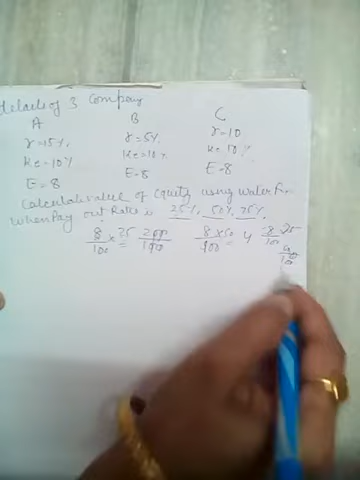 details of 3 Company
A B C
r=15% r=5% r=10
Ke=10% Ke=10% Ke=10%
E=8 E=8 E=8
Calculate value of Equity using Walter
when Pay out Ratio is 25%, 50%, 75%
8/100 × 25 = 200/100 8×50/100 = 4 8/100 × 75